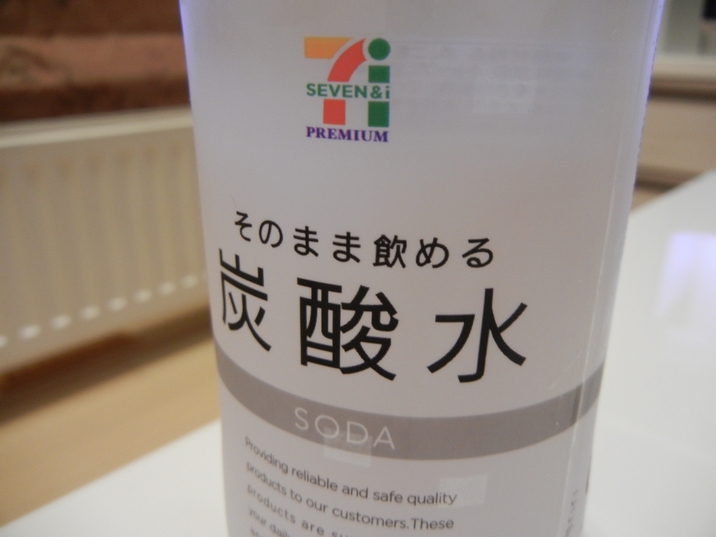 SEVEN&i
PREMIUM
そのまま飲める
炭酸水
SODA
Providing reliable and safe quality
products to our customers.These
products are
your